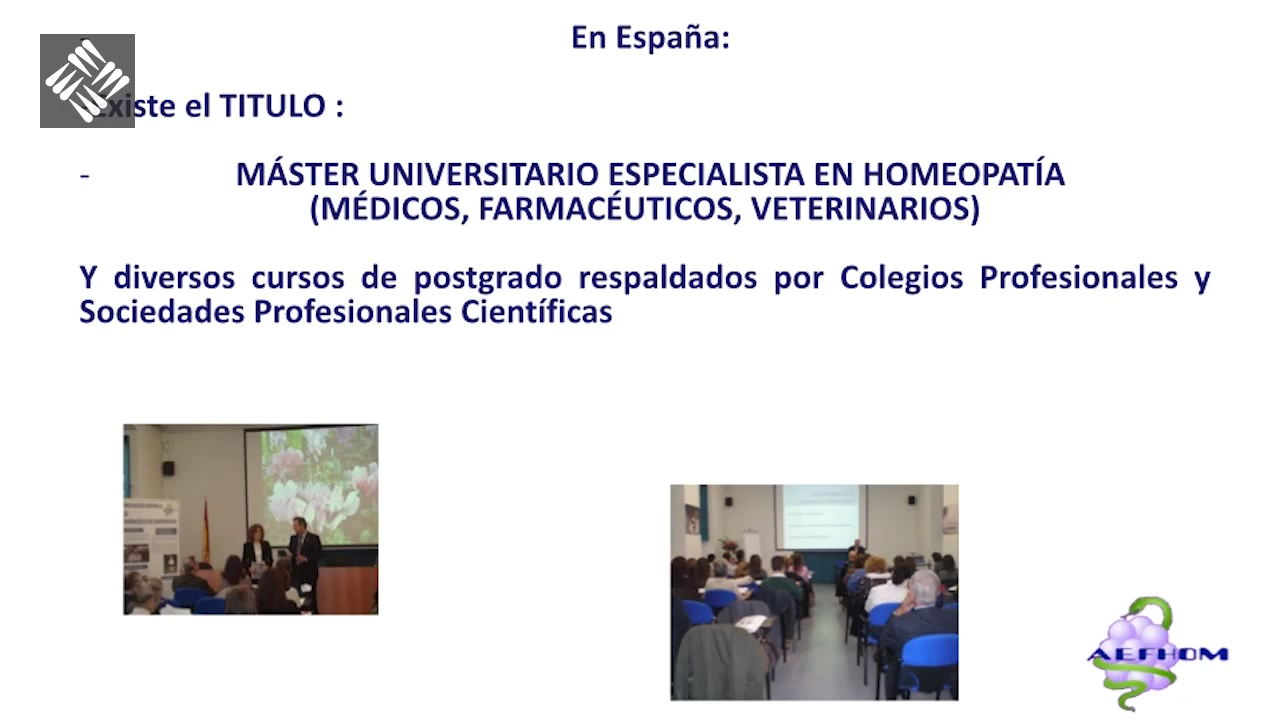 En España:
Existe el TITULO :
- MÁSTER UNIVERSITARIO ESPECIALISTA EN HOMEOPATÍA
(MÉDICOS, FARMACÉUTICOS, VETERINARIOS)
Y diversos cursos de postgrado respaldados por Colegios Profesionales y
Sociedades Profesionales Científicas
AEFHOM